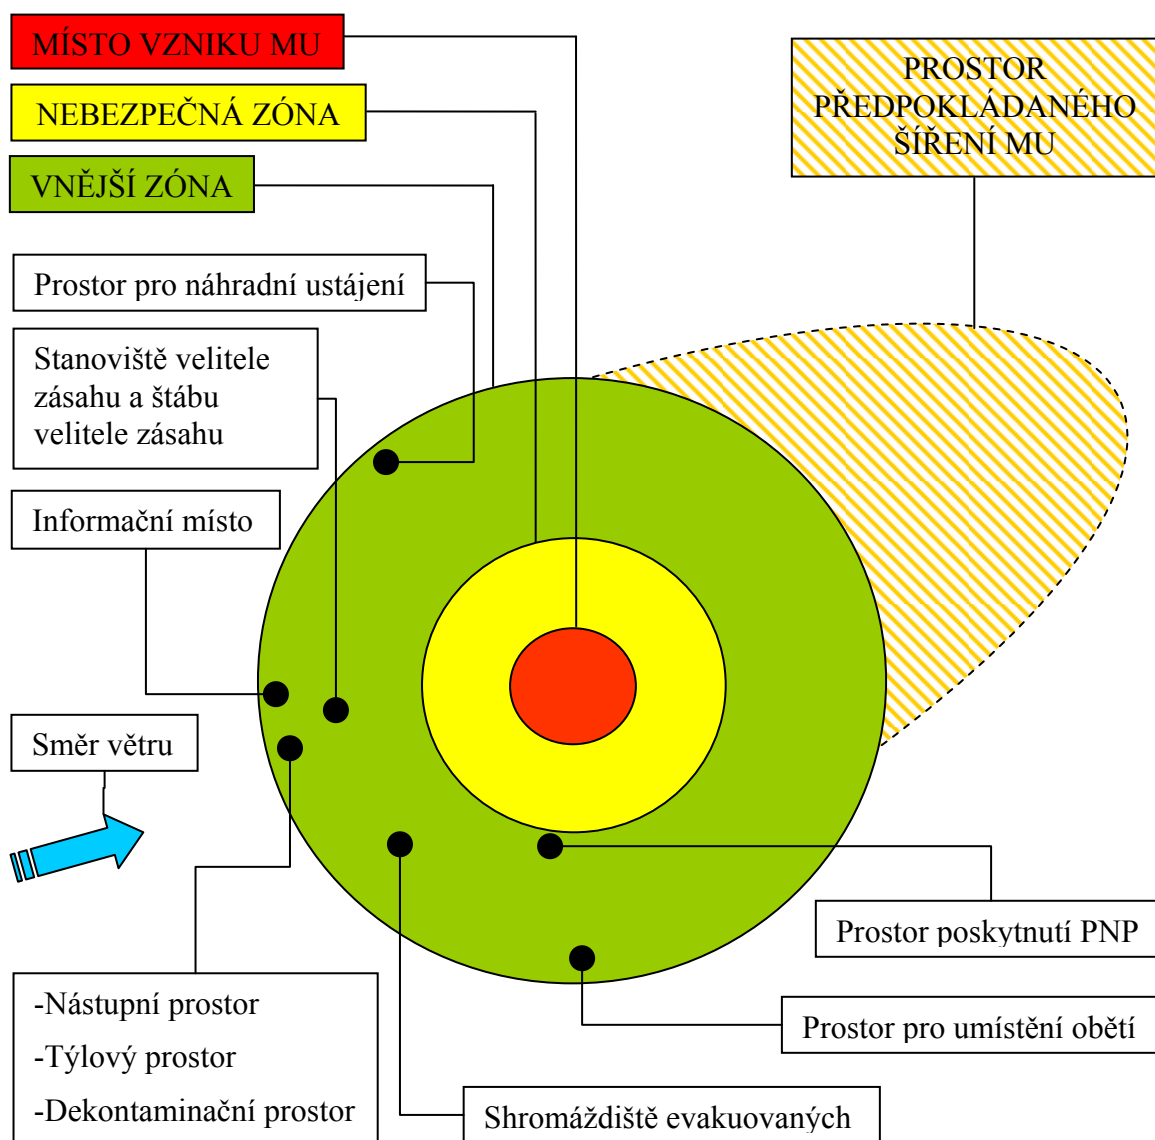 MÍSTO VZNIKU MU
NEBEZPEČNÁ ZÓNA
VNĚJŠÍ ZÓNA
PROSTOR
PŘEDPOKLÁDANÉHO
ŠÍŘENÍ MU
Prostor pro náhradní ustájení
Stanoviště velitele
zásahu a štábu
velitele zásahu
Informační místo
Směr větru
Prostor poskytnutí PNP
Prostor pro umístění obětí
-Nástupní prostor
-Týlový prostor
-Dekontaminační prostor
Shromáždiště evakuovaných